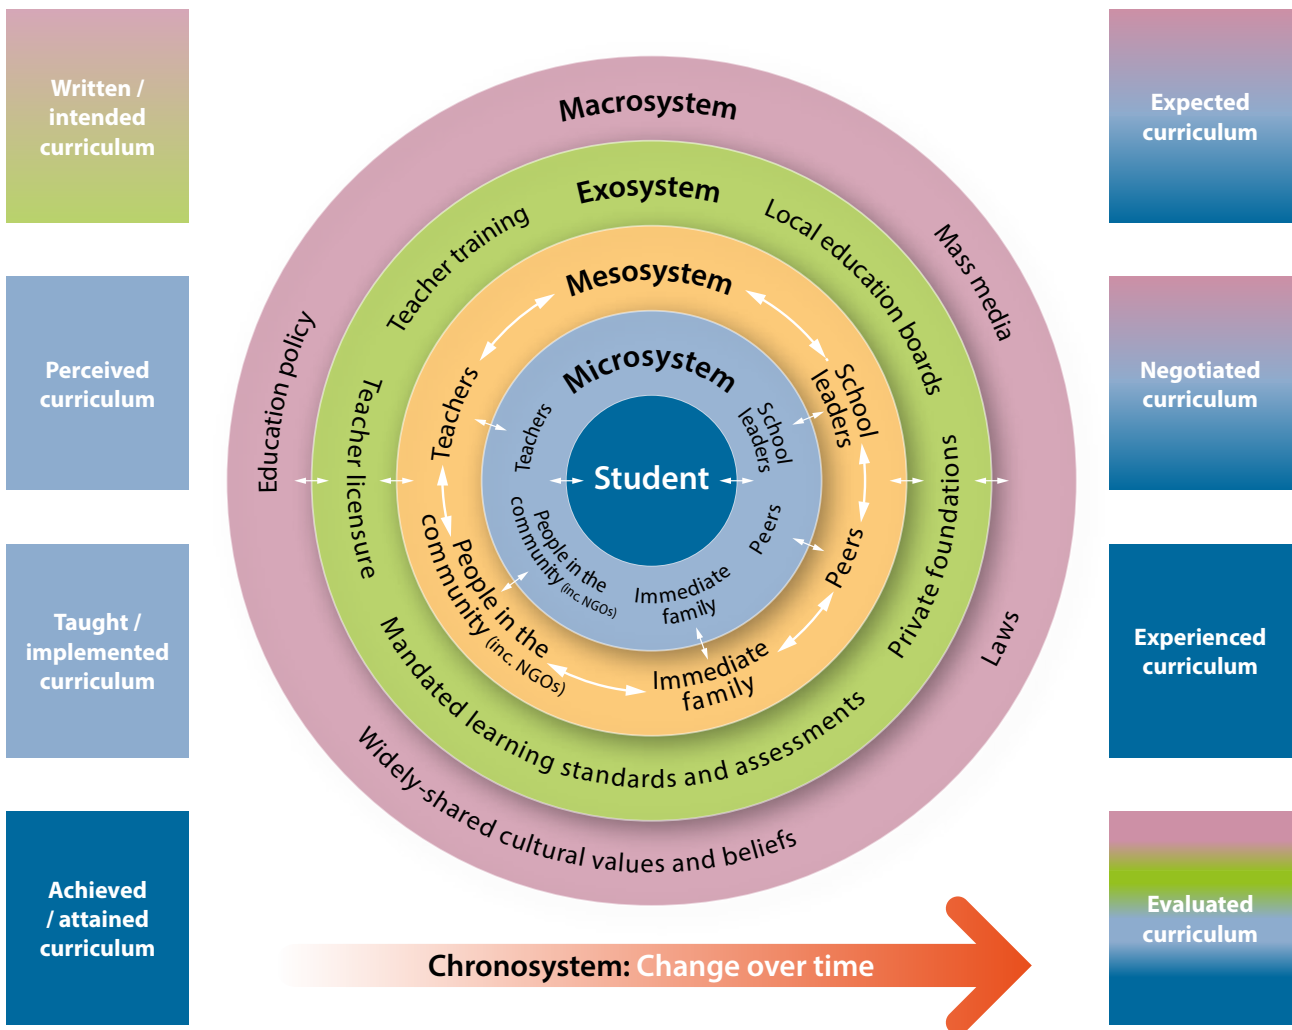 Written /
intended
curriculum
Perceived
curriculum
Taught /
implemented
curriculum
Achieved
/ attained
curriculum
Macrosystem
Education policy
Mass media
Laws
Widely-shared cultural values and beliefs
Exosystem
Teacher training
Local education boards
Teacher licensure
Private foundations
Mandated learning standards and assessments
Mesosystem
Teachers
School
leaders
People in the
community (inc. NGOs)
Peers
Immediate
family
Microsystem
Teachers
School
leaders
People in the
community (inc. NGOs)
Peers
Immediate
family
Student
Chronosystem: Change over time
Expected
curriculum
Negotiated
curriculum
Experienced
curriculum
Evaluated
curriculum